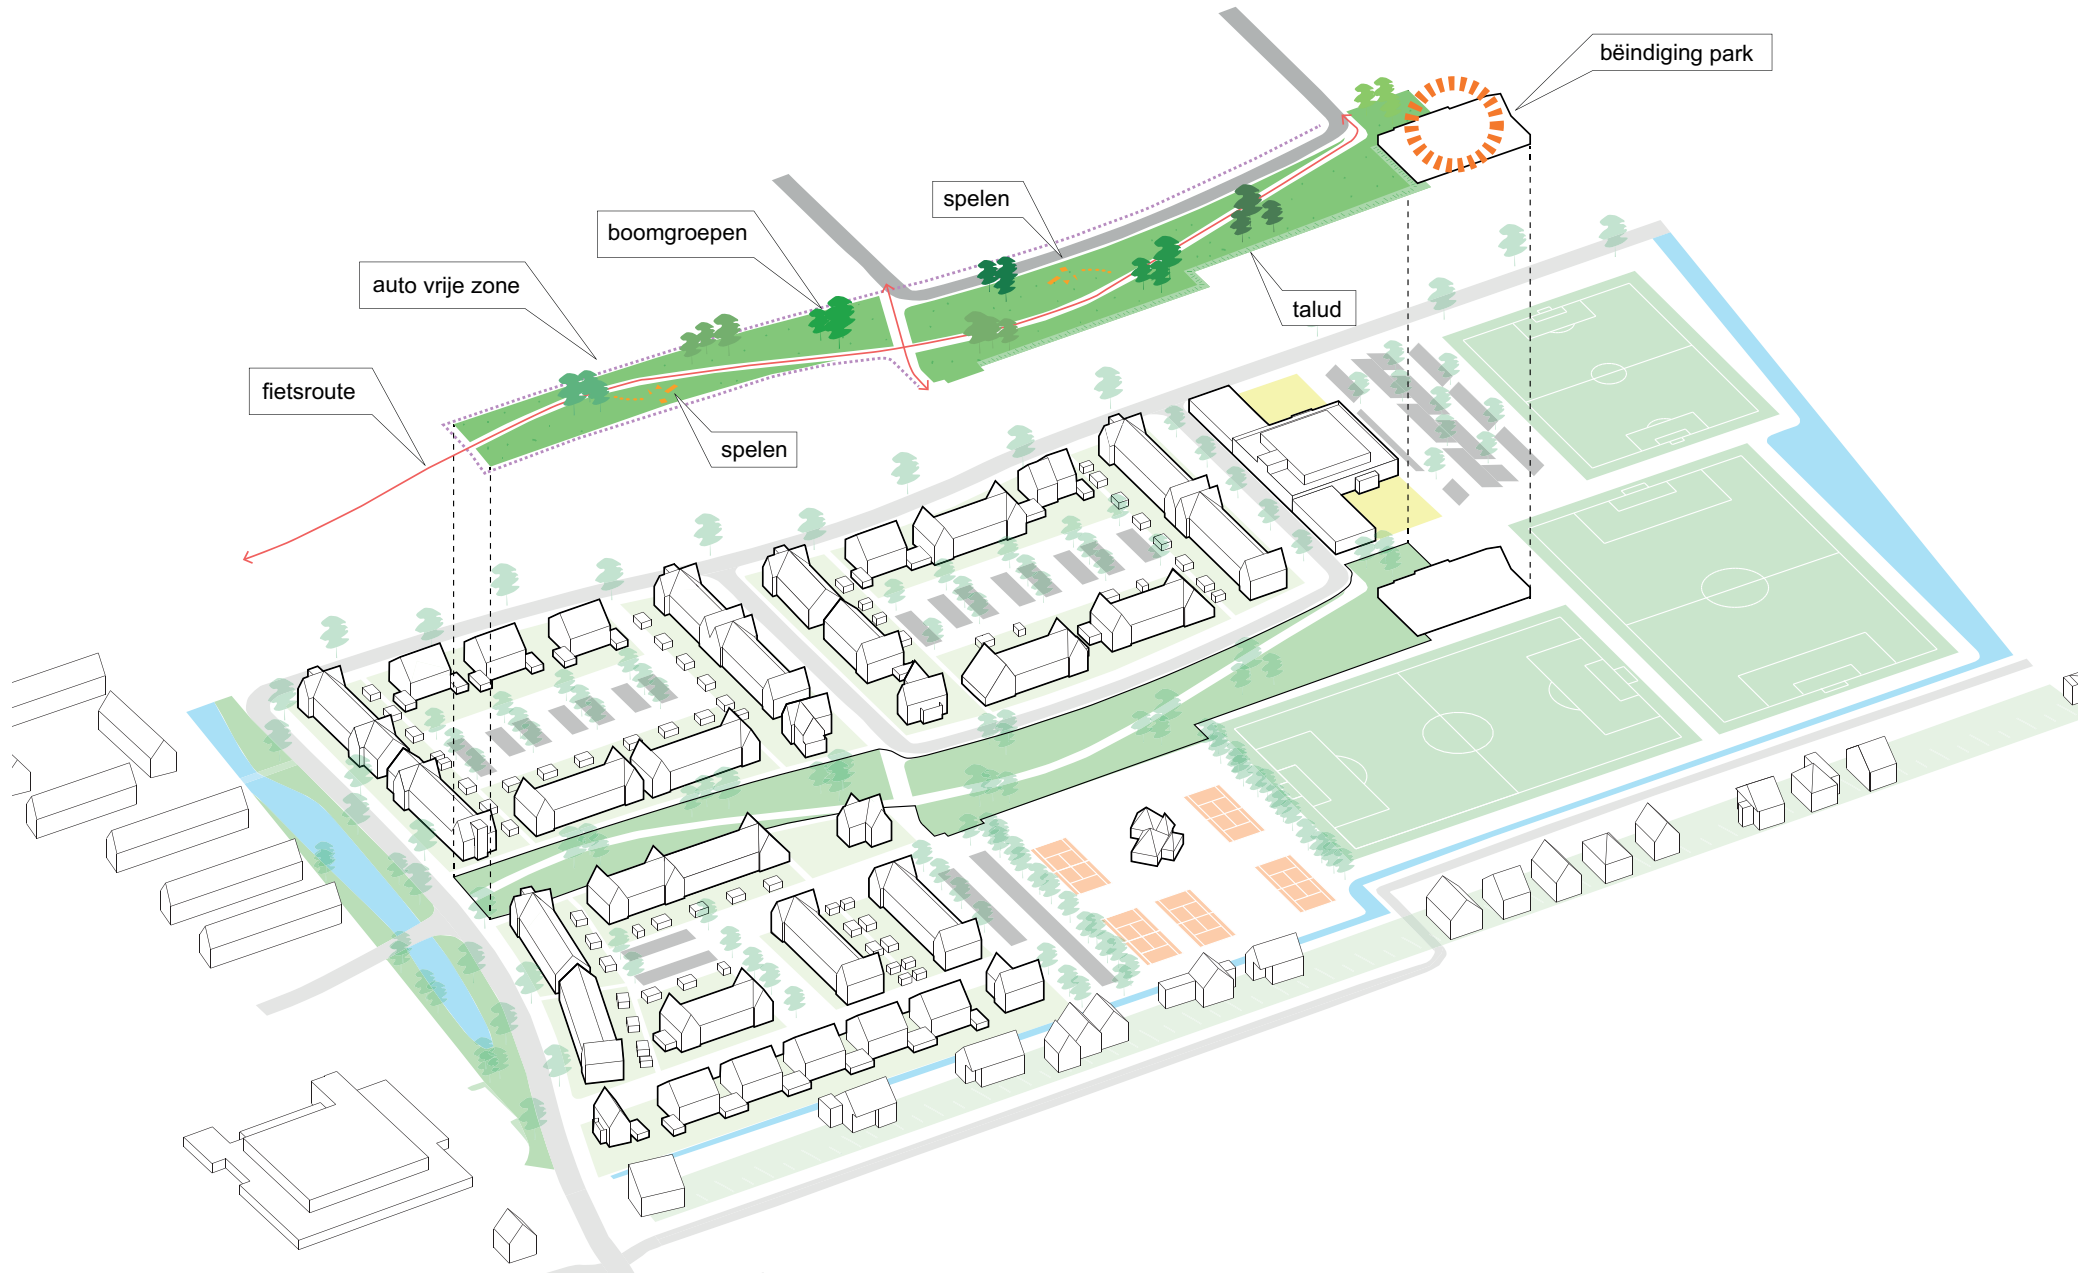 bëindiging park
spelen
boomgroepen
auto vrije zone
talud
fietsroute
spelen